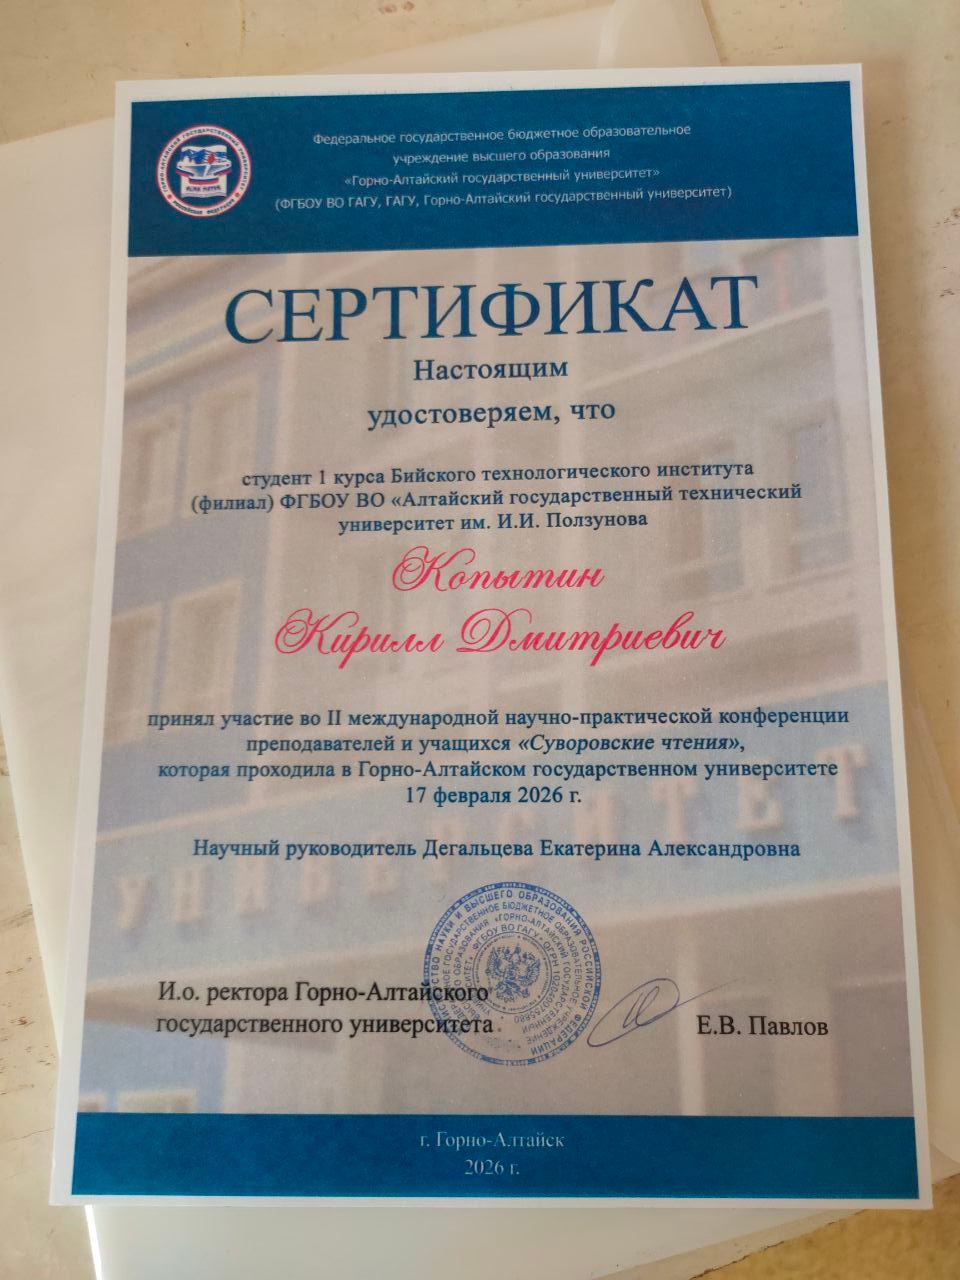 Федеральное государственное бюджетное образовательное
учреждение высшего образования
«Горно-Алтайский государственный университет»
(ФГБОУ ВО ГАГУ, ГАГУ, Горно-Алтайский государственный университет)
СЕРТИФИКАТ
Настоящим
удостоверяем, что
студент 1 курса Бийского технологического института
(филиал) ФГБОУ ВО «Алтайский государственный технический
университет им. И.И. Ползунова
Копытин
Кирилл Дмитриевич
принял участие во II международной научно-практической конференции
преподавателей и учащихся «Суворовские чтения»,
которая проходила в Горно-Алтайском государственном университете
17 февраля 2026 г.
УНИВЕРСИТЕТ
Научный руководитель Дегальцева Екатерина Александровна
И.о. ректора Горно-Алтайского
государственного университета
Е.В. Павлов
г. Горно-Алтайск
2026 г.